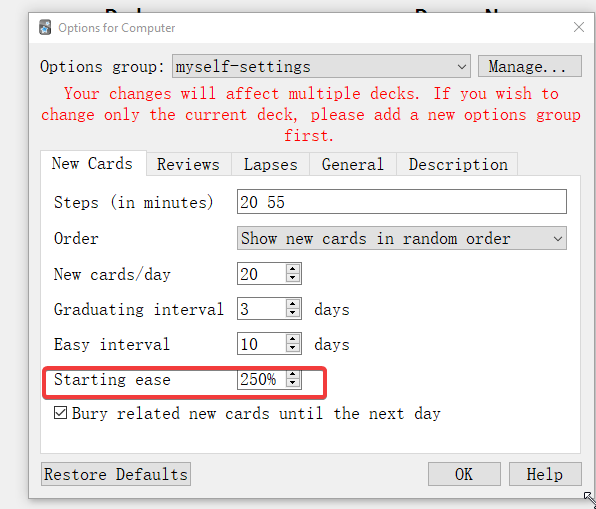 Options for Computer
Options group: myself-settings Manage...
Your changes will affect multiple decks. If you wish to
change only the current deck, please add a new options group
first.
New Cards Reviews Lapses General Description
Steps (in minutes) 20 55
Order Show new cards in random order
New cards/day 20
Graduating interval 3 days
Easy interval 10 days
Starting ease 250%
Bury related new cards until the next day
Restore Defaults OK Help